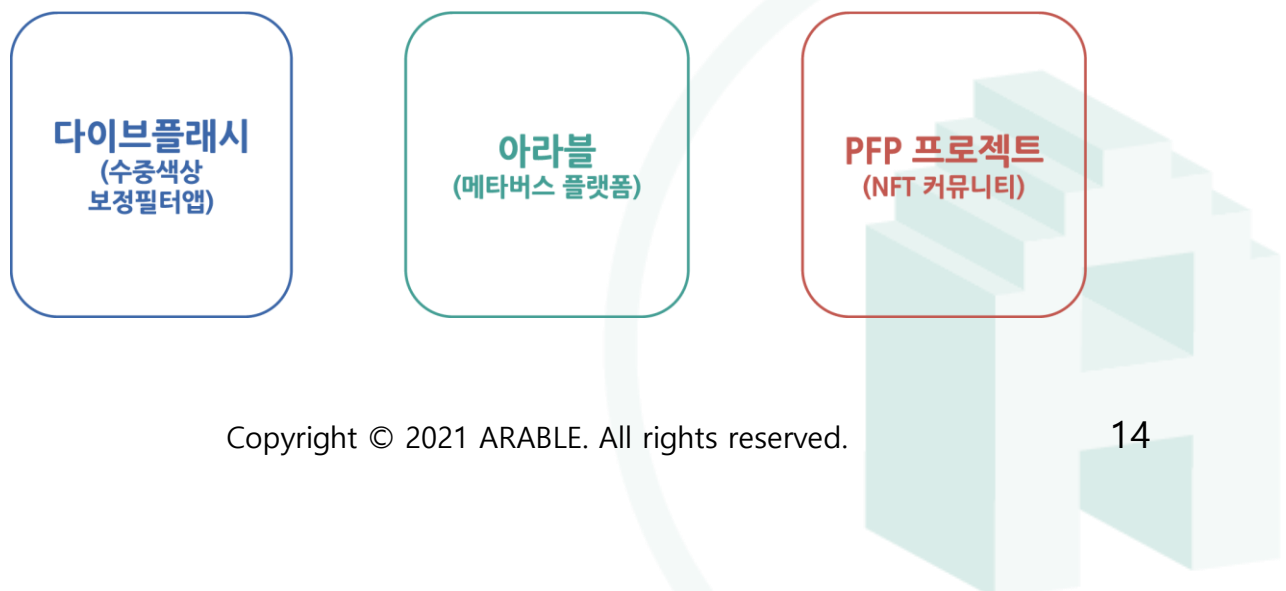 다이브플래시
(수중색상
보정필터앱)
아라블
(메타버스 플랫폼)
PFP 프로젝트
(NFT 커뮤니티)
Copyright © 2021 ARABLE. All rights reserved.
14